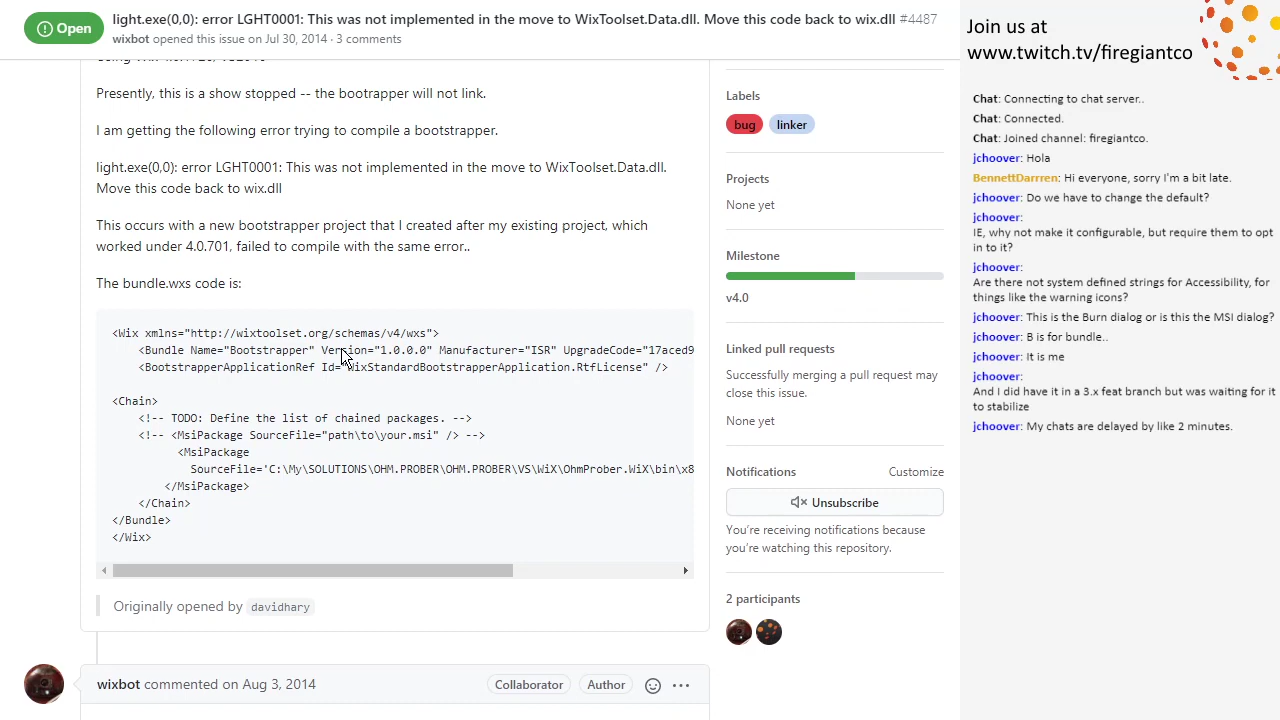 Open
light.exe(0,0): error LGHT0001: This was not implemented in the move to WixToolset.Data.dll. Move this code back to wix.dll #4487
wixbot opened this issue on Jul 30, 2014 · 3 comments
Presently, this is a show stopped -- the bootrapper will not link.
I am getting the following error trying to compile a bootstrapper.
light.exe(0,0): error LGHT0001: This was not implemented in the move to WixToolset.Data.dll.
Move this code back to wix.dll
This occurs with a new bootstrapper project that I created after my existing project, which
worked under 4.0.701, failed to compile with the same error..
The bundle.wxs code is:
<Wix xmlns="http://wixtoolset.org/schemas/v4/wxs">
<Bundle Name="Bootstrapper" Version="1.0.0.0" Manufacturer="ISR" UpgradeCode="17aced9
<BootstrapperApplicationRef Id="WixStandardBootstrapperApplication.RtfLicense" />
<Chain>
<!-- TODO: Define the list of chained packages. -->
<!-- <MsiPackage SourceFile="path\to\your.msi" /> -->
<MsiPackage
SourceFile='C:\My\SOLUTIONS\OHM.PROBER\OHM.PROBER\VS\WiX\OhmProber.WiX\bin\x8
</MsiPackage>
</Chain>
</Bundle>
</Wix>
Originally opened by davidhary
wixbot commented on Aug 3, 2014
Collaborator
Author
Labels
bug linker
Projects
None yet
Milestone
v4.0
Linked pull requests
Successfully merging a pull request may
close this issue.
None yet
Notifications Customize
Unsubscribe
You're receiving notifications because
you're watching this repository.
2 participants
Join us at
www.twitch.tv/firegiantco
Chat: Connecting to chat server..
Chat: Connected.
Chat: Joined channel: firegiantco.
jchoover: Hola
BennettDarrren: Hi everyone, sorry I'm a bit late.
jchoover: Do we have to change the default?
jchoover:
IE, why not make it configurable, but require them to opt
in to it?
jchoover:
Are there not system defined strings for Accessibility, for
things like the warning icons?
jchoover: This is the Burn dialog or is this the MSI dialog?
jchoover: B is for bundle..
jchoover: It is me
jchoover:
And I did have it in a 3.x feat branch but was waiting for it
to stabilize
jchoover: My chats are delayed by like 2 minutes.